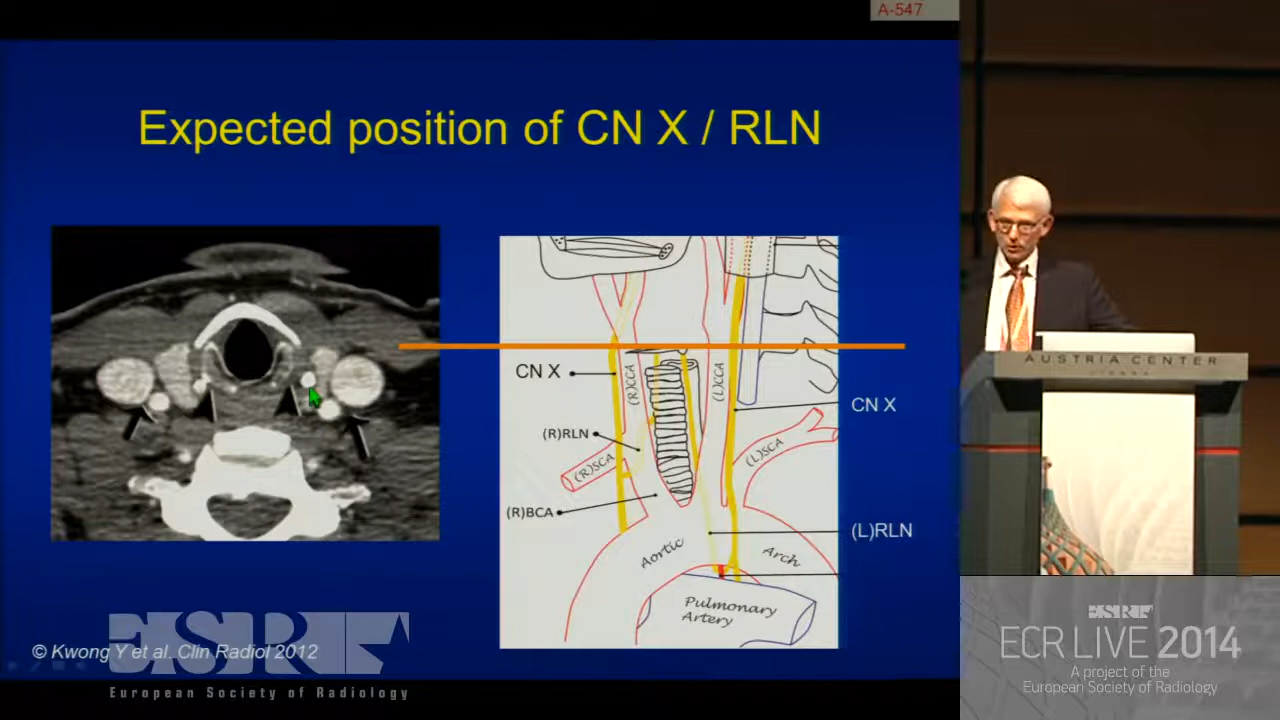 A-547
Expected position of CN X / RLN
CN X
(R)CCA
(L)CCA
CN X
(R)RLN
(R)SCA
(L)SCA
(R)BCA
(L)RLN
Aortic
Arch
Pulmonary
Artery
© Kwong Y et al. Clin Radiol 2012
ESR
European Society of Radiology
AUSTRIA CENTER
VIENNA
ESR
ECR LIVE 2014
A project of the
European Society of Radiology